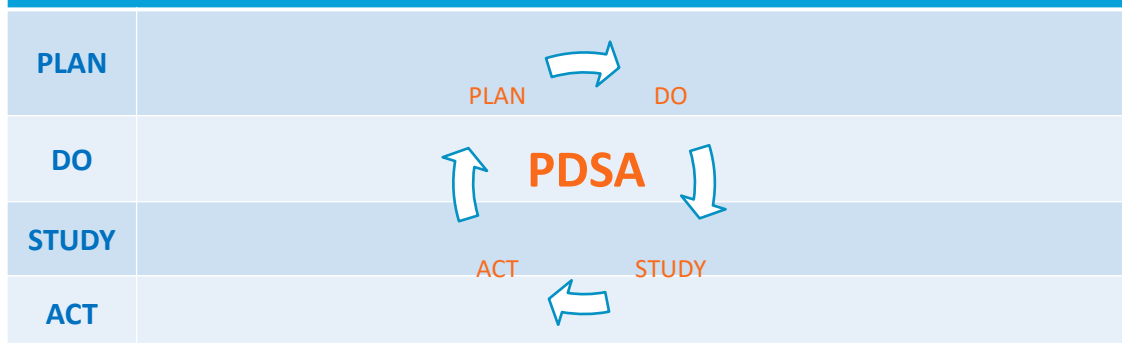 PLAN
PLAN DO
DO
PDSA
STUDY
ACT STUDY
ACT